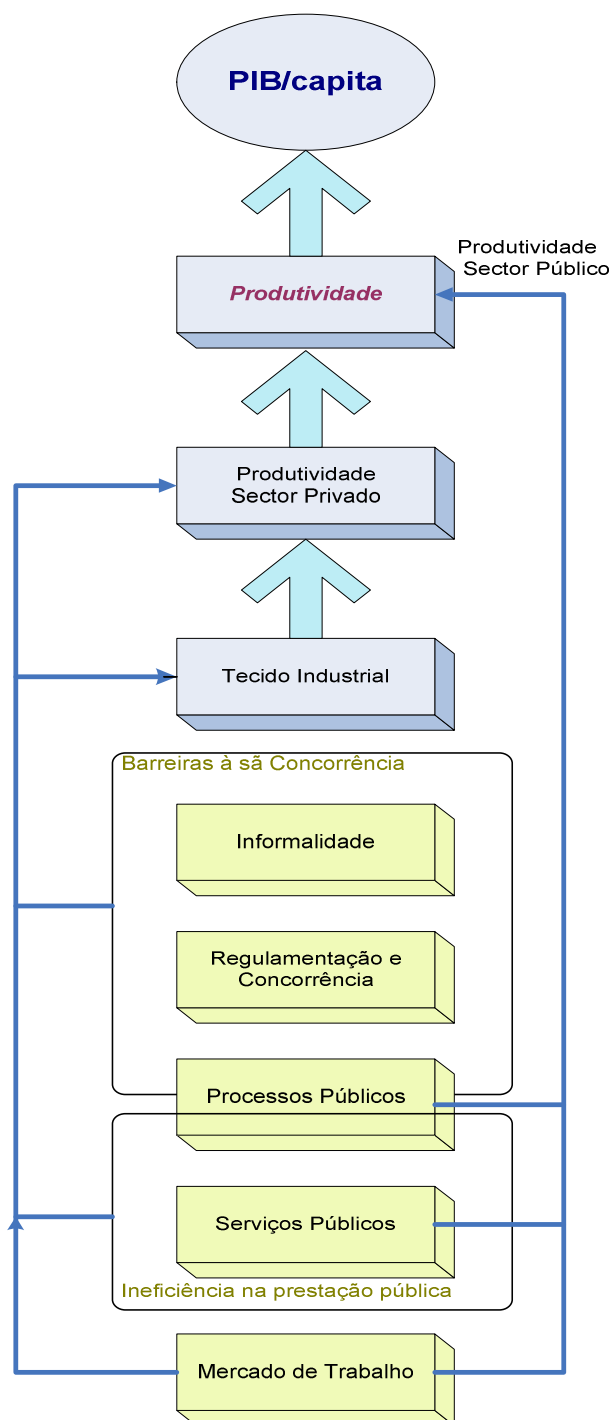 PIB/capita
Produtividade
Sector Público
Produtividade
Produtividade
Sector Privado
Tecido Industrial
Barreiras à sã Concorrência
Informalidade
Regulamentação e
Concorrência
Processos Públicos
Serviços Públicos
Ineficiência na prestação pública
Mercado de Trabalho